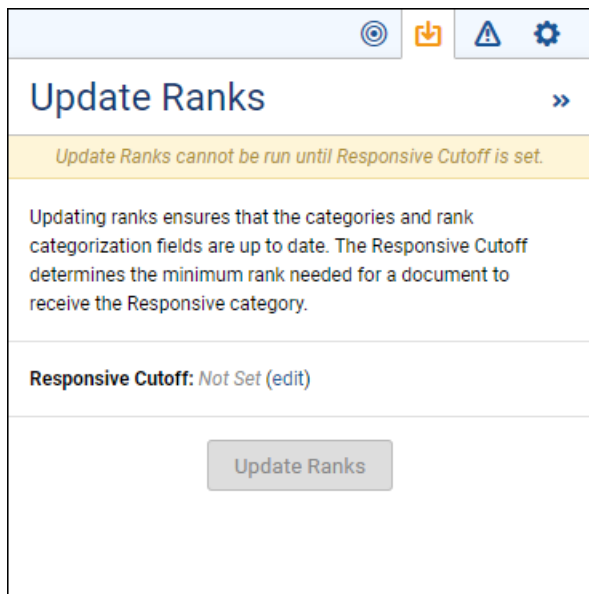 Update Ranks
Update Ranks cannot be run until Responsive Cutoff is set.
Updating ranks ensures that the categories and rank
categorization fields are up to date. The Responsive Cutoff
determines the minimum rank needed for a document to
receive the Responsive category.
Responsive Cutoff: Not Set (edit)
Update Ranks